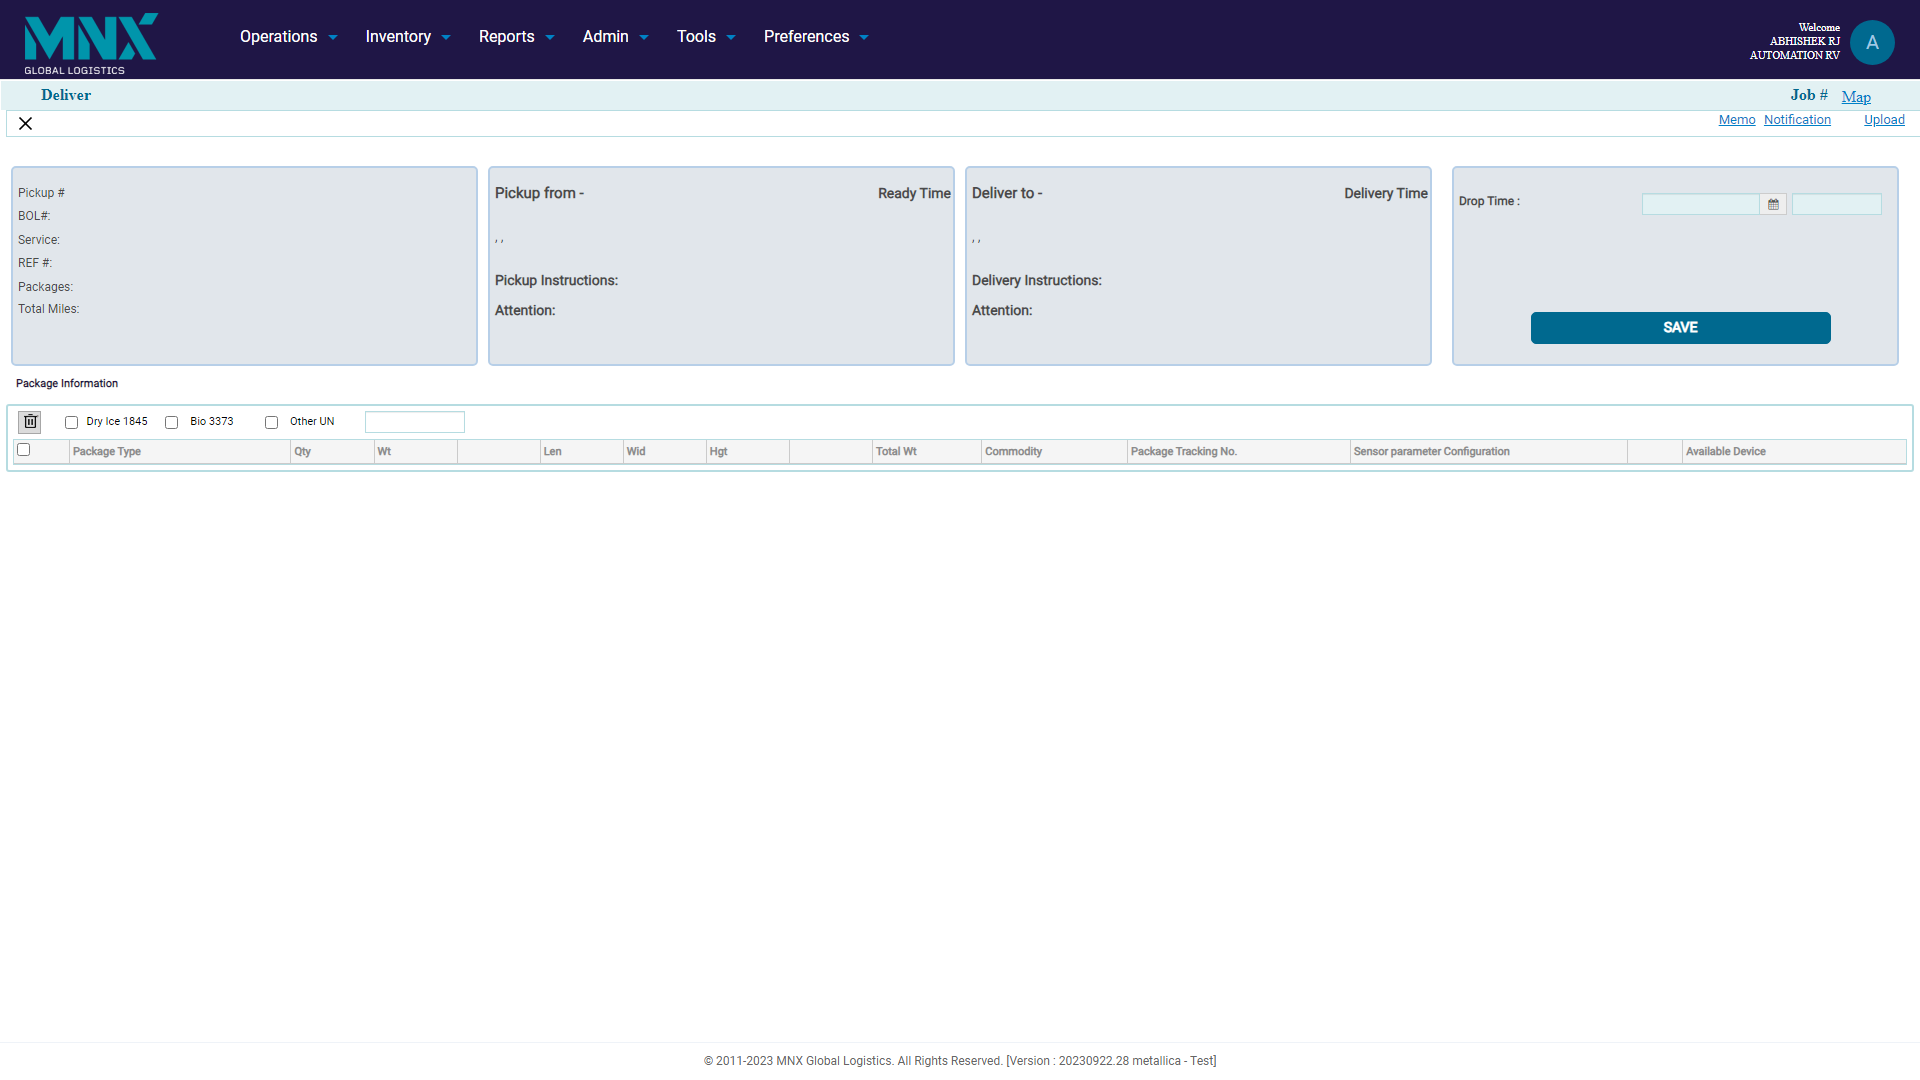 MNX
GLOBAL LOGISTICS
Operations Inventory Reports Admin Tools Preferences
Welcome
ABHISHEK RJ
AUTOMATION RV
A
Deliver Job # Map
Memo Notification Upload
Pickup #
BOL#:
Service:
REF #:
Packages:
Total Miles:
Pickup from - Ready Time
, ,
Pickup Instructions:
Attention:
Deliver to - Delivery Time
, ,
Delivery Instructions:
Attention:
Drop Time :
SAVE
Package Information
Dry Ice 1845 Bio 3373 Other UN
Package Type Qty Wt Len Wid Hgt Total Wt Commodity Package Tracking No. Sensor parameter Configuration Available Device
© 2011-2023 MNX Global Logistics. All Rights Reserved. [Version : 20230922.28 metallica - Test]